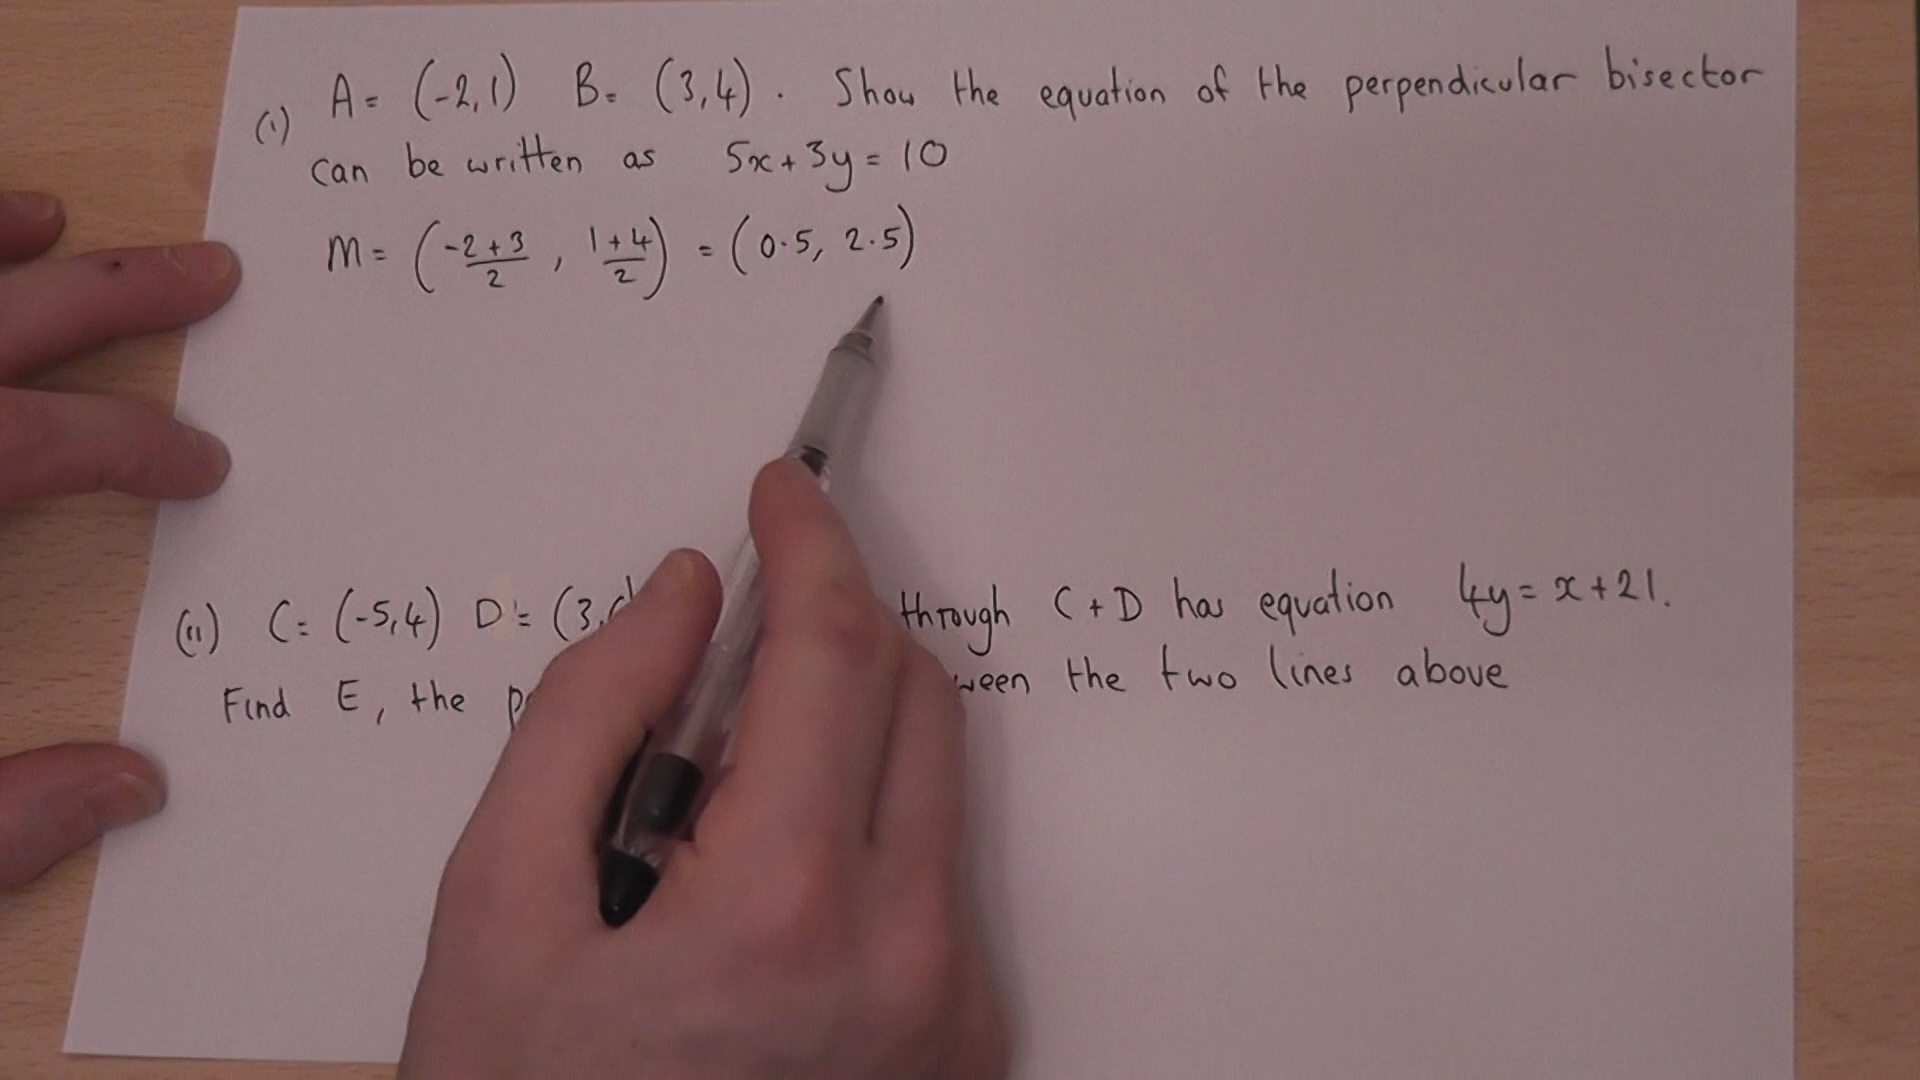 (i) A = (-2,1) B = (3,4). Show the equation of the perpendicular bisector
can be written as 5x + 3y = 10
M = (-2+3/2, 1+4/2) = (0.5, 2.5)
(ii) C = (-5,4) D = (3, through C + D has equation 4y = x + 21.
Find E, the the two lines above